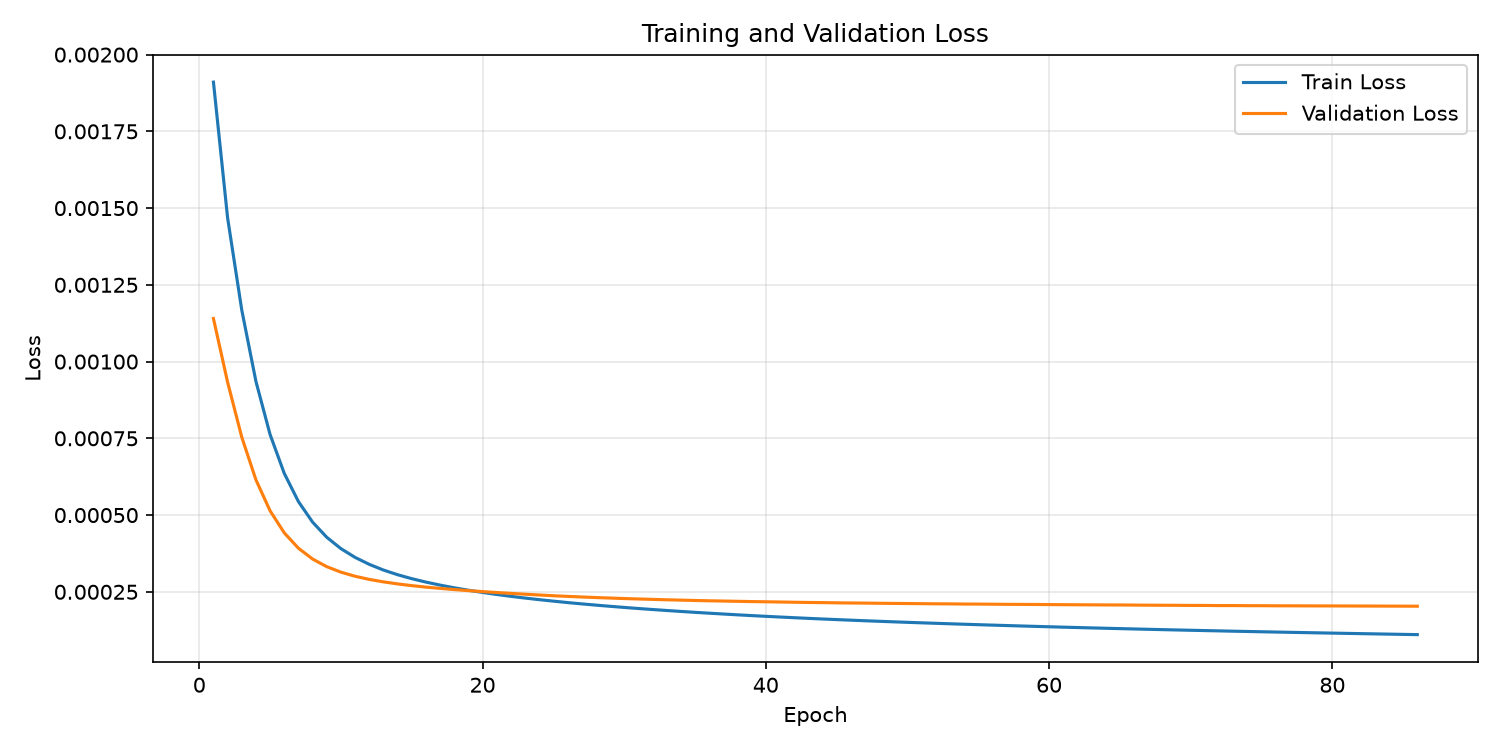 Training and Validation Loss
Train Loss
Validation Loss
0.00200
0.00175
0.00150
0.00125
0.00100
0.00075
0.00050
0.00025
Loss
0 20 40 60 80
Epoch